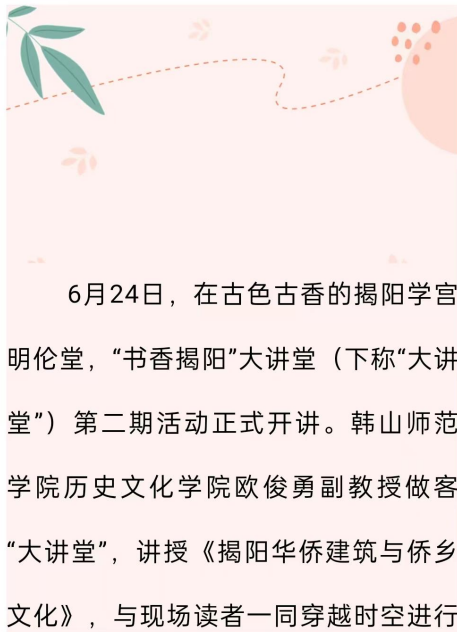 6月24日，在古色古香的揭阳学宫
明伦堂，“书香揭阳”大讲堂（下称“大讲
堂”）第二期活动正式开讲。韩山师范
学院历史文化学院欧俊勇副教授做客
“大讲堂”，讲授《揭阳华侨建筑与侨乡
文化》，与现场读者一同穿越时空进行